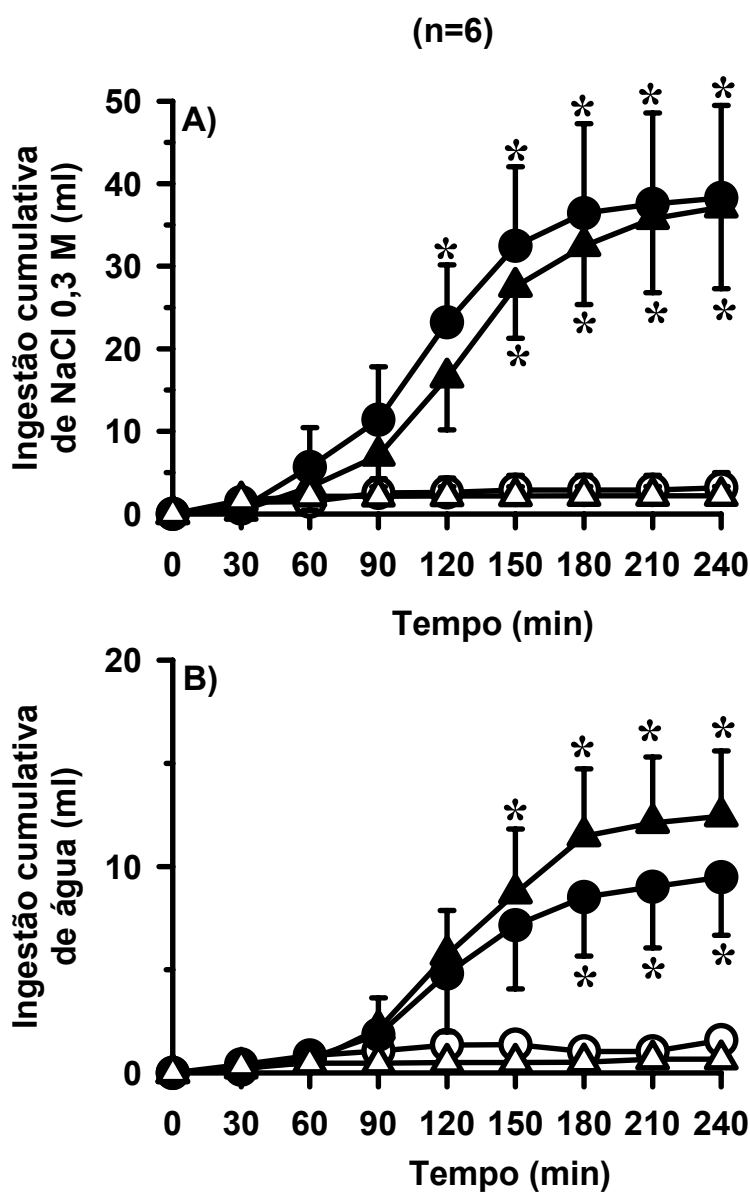 (n=6)
A)
50
40
30
20
10
0
Ingestão cumulativa
de NaCl 0,3 M (ml)
* * * * *
* * * *
0 30 60 90 120 150 180 210 240
Tempo (min)
B)
20
10
0
Ingestão cumulativa
de água (ml)
* * * *
* * *
0 30 60 90 120 150 180 210 240
Tempo (min)